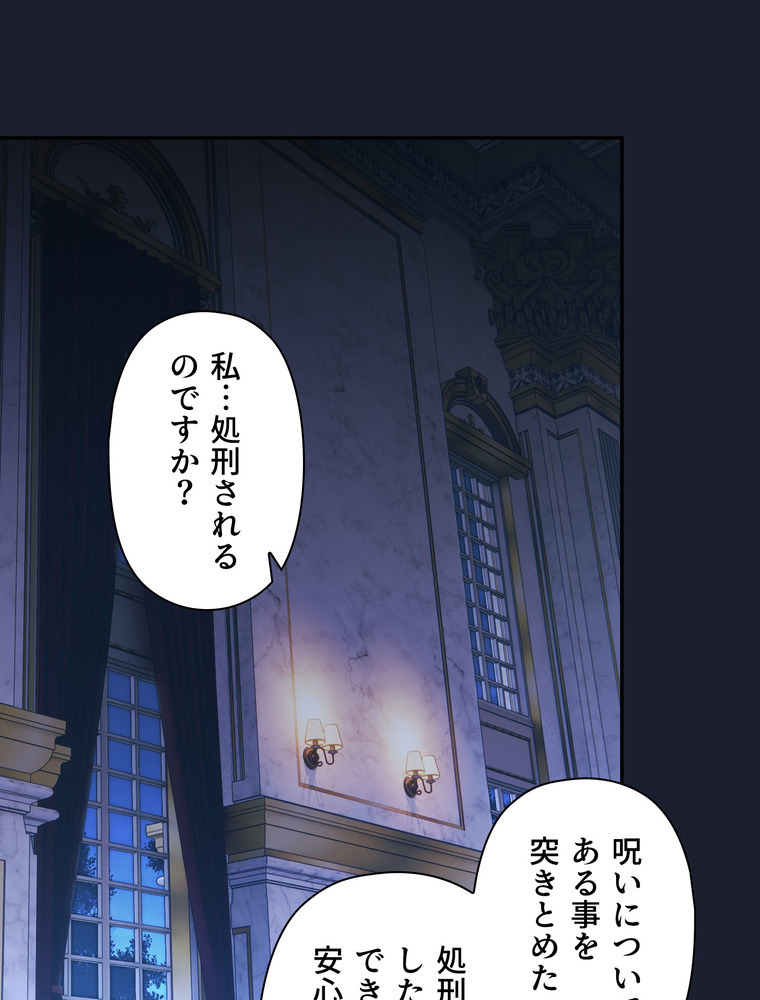 私…処刑される
のですか？
呪いについて
ある事を
突きとめた
処刑
した
でき
安心